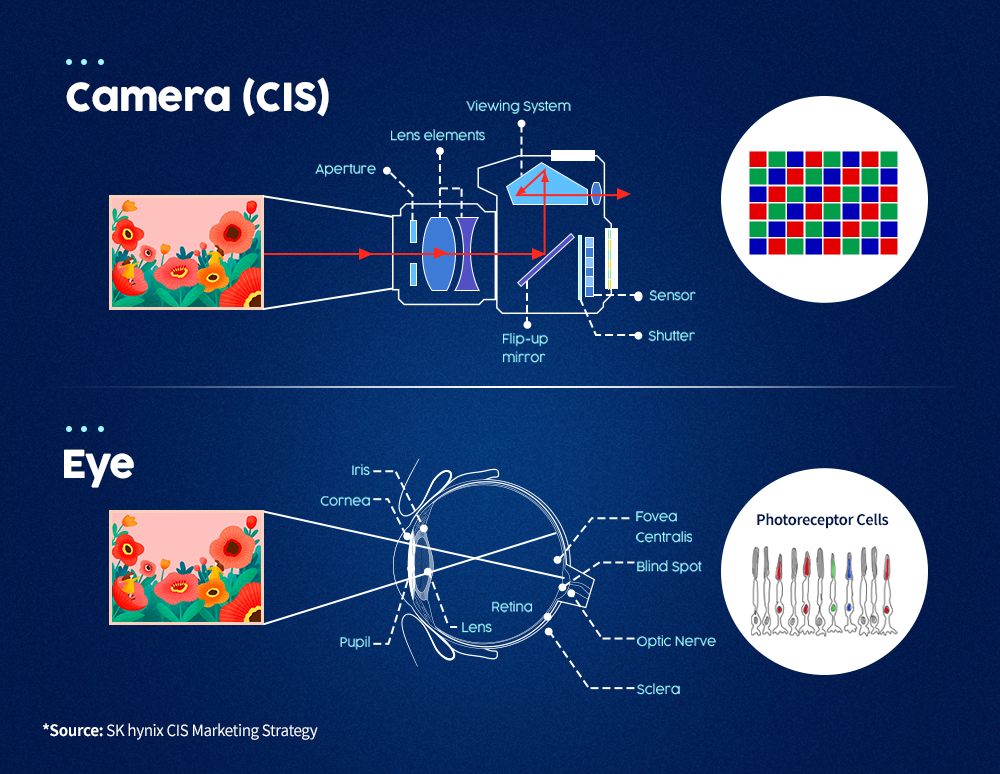 Camera (CIS)
Viewing System
Lens elements
Aperture
Sensor
Shutter
Flip-up
mirror
Eye
Iris
Cornea
Fovea
Centralis
Blind Spot
Retina
Lens
Pupil
Optic Nerve
Sclera
Photoreceptor Cells
*Source: SK hynix CIS Marketing Strategy